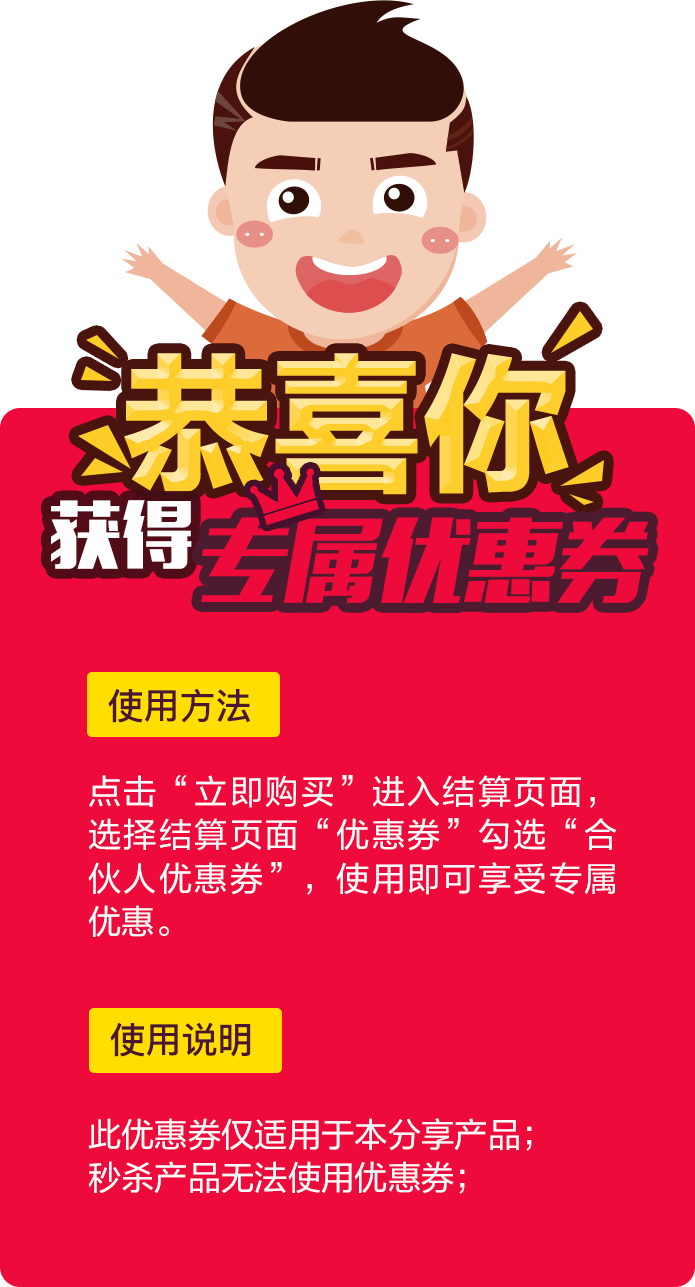 恭喜你
获得专属优惠券
使用方法
点击“立即购买”进入结算页面，
选择结算页面“优惠券”勾选“合
伙人优惠券”，使用即可享受专属
优惠。
使用说明
此优惠券仅适用于本分享产品；
秒杀产品无法使用优惠券；